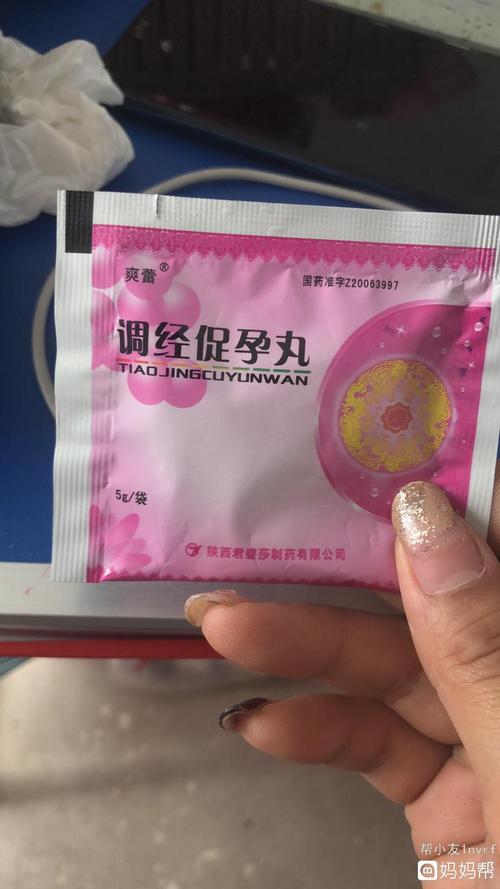 爽蕾®
国药准字Z20063997
调经促孕丸
TIAOJINGCUYUNWAN
5g/袋
陕西君碧莎制药有限公司
帮小友1nvrf
妈妈帮